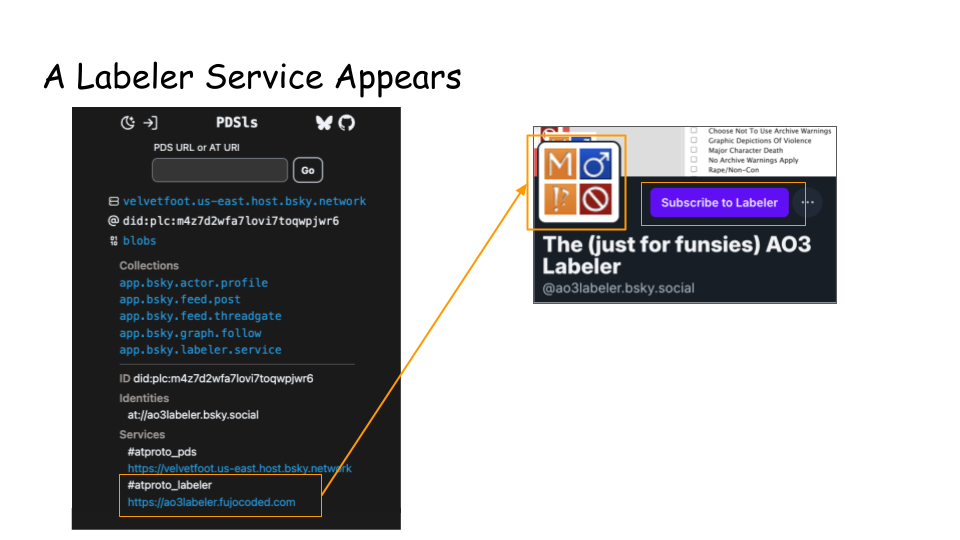 A Labeler Service Appears
PDSls
PDS URL or AT URI
Go
velvetfoot.us-east.host.bsky.network
@ did:plc:m4z7d2wfa7lovi7toqwpjwr6
blobs
Collections
app.bsky.actor.profile
app.bsky.feed.post
app.bsky.feed.threadgate
app.bsky.graph.follow
app.bsky.labeler.service
ID did:plc:m4z7d2wfa7lovi7toqwpjwr6
Identities
at://ao3labeler.bsky.social
Services
#atproto_pds
https://velvetfoot.us-east.host.bsky.network
#atproto_labeler
https://ao3labeler.fujocoded.com
Choose Not To Use Archive Warnings
Graphic Depictions Of Violence
Major Character Death
No Archive Warnings Apply
Rape/Non-Con
M
!?
Subscribe to Labeler
The (just for funsies) AO3
Labeler
@ao3labeler.bsky.social